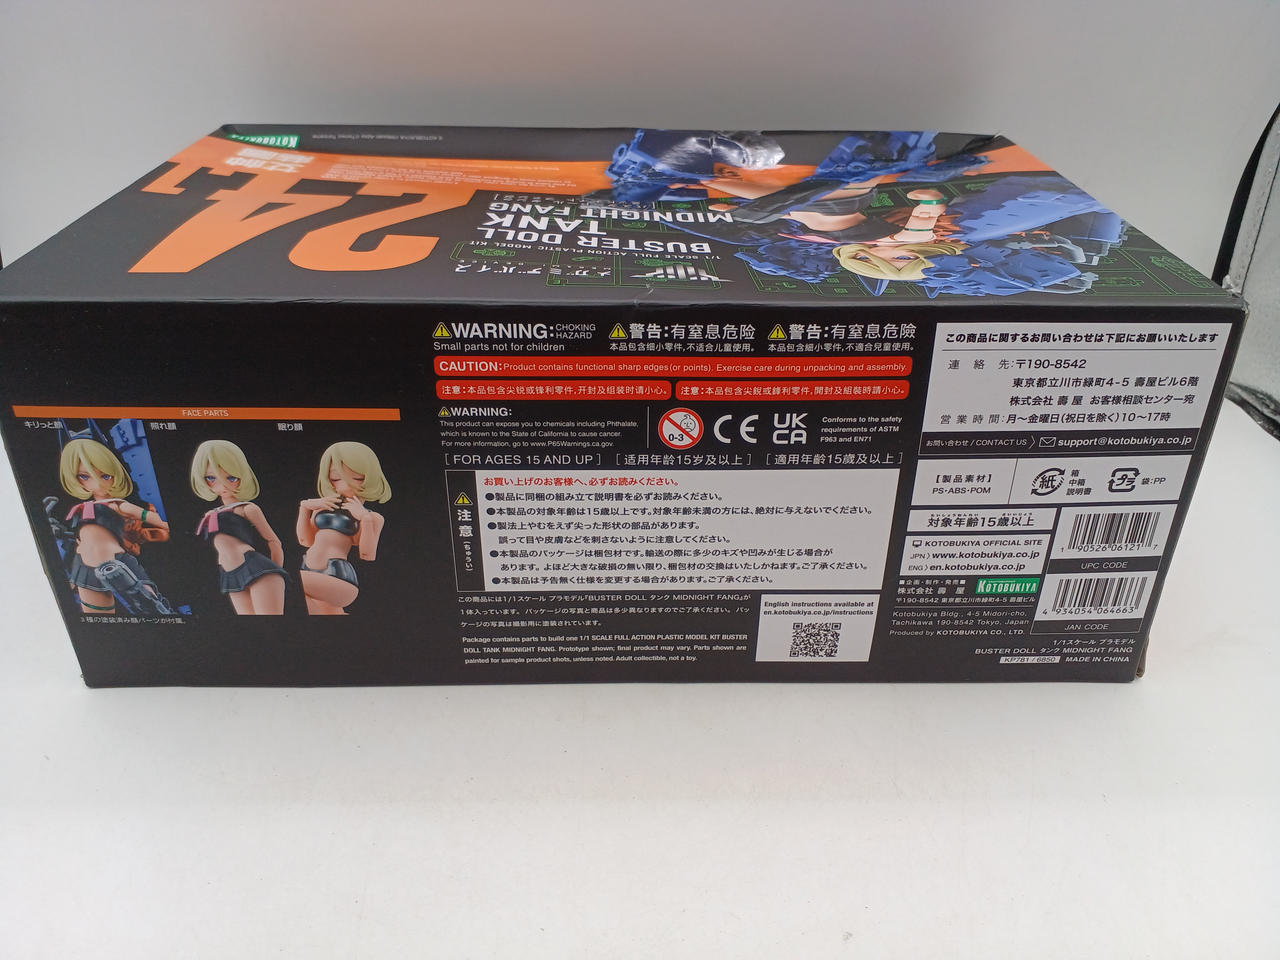 KOTOBUKIYA
24
BUSTER DOLL
TANK
MIDNIGHT FANG
1/1 SCALE FULL ACTION PLASTIC MODEL KIT
メガミデバイス
FACE PARTS
キリっと顔
照れ顔
眠り顔
3種の塗装済み顔パーツが付属。
WARNING: CHOKING HAZARD
Small parts not for children
警告:有窒息危险
本品包含细小零件,不适合儿童使用。
警告:有窒息危險
本品包含細小零件,不適合兒童使用。
CAUTION: Product contains functional sharp edges (or points). Exercise care during unpacking and assembly.
注意:本品包含尖锐或锋利零件,开封及组装时请小心。
注意:本品包含尖銳或鋒利零件,開封及組裝時請小心。
WARNING:
This product can expose you to chemicals including Phthalate,
which is known to the State of California to cause cancer.
For more information, go to www.P65Warnings.ca.gov.
0-3
CE
UK
CA
Conforms to the safety
requirements of ASTM
F963 and EN71
[ FOR AGES 15 AND UP ]
[ 适用年龄15岁及以上 ]
[ 適用年齡15歲及以上 ]
注意(ちゅうい)
お買い上げのお客様へ、必ずお読みください。
●製品に同梱の組み立て説明書を必ずお読みください。
●本製品の対象年齢は15歳以上です。対象年齢未満の方には、絶対に与えないでください。
●製法上やむをえず尖った形状の部品があります。
誤って目や皮膚などを刺さないように注意してください。
●本製品のパッケージは梱包材です。輸送の際に多少のキズや凹みが生じる場合が
あります。よほど大きな破損の無い限り、梱包材の交換はいたしかねます。ご了承ください。
●本製品は予告無く仕様を変更する場合があります。ご了承ください。
この商品には1/1スケール プラモデル「BUSTER DOLL タンク MIDNIGHT FANG」が
1体入っています。パッケージの写真と商品は多少異なりますのでご了承ください。パッ
ケージの写真は撮影用に塗装されています。
Package contains parts to build one 1/1 SCALE FULL ACTION PLASTIC MODEL KIT BUSTER
DOLL TANK MIDNIGHT FANG. Prototype shown; final product may vary. Parts shown are
painted for sample product shots, unless noted. Adult collectible, not a toy.
English instructions available at
en.kotobukiya.co.jp/instructions
この商品に関するお問い合わせは下記にお願いいたします
連絡先:〒190-8542
東京都立川市緑町4-5 壽屋ビル6階
株式会社 壽屋 お客様相談センター宛
営業時間:月〜金曜日(祝日を除く)10〜17時
お問い合わせ / CONTACT US
support@kotobukiya.co.jp
【製品素材】
PS・ABS・POM
紙
箱
中箱
説明書
プラ
袋:PP
たいしょうねんれい さいいじょう
対象年齢15歳以上
KOTOBUKIYA OFFICIAL SITE
JPN〉www.kotobukiya.co.jp
ENG〉en.kotobukiya.co.jp
■企画・制作・発売■
株式会社 壽屋
KOTOBUKIYA
〒190-8542 東京都立川市緑町4-5 壽屋ビル
Kotobukiya Bldg., 4-5 Midori-cho,
Tachikawa 190-8542 Tokyo, Japan
Produced by KOTOBUKIYA CO., LTD.
1 90526 06121 7
UPC CODE
4 934054 064663
JAN CODE
1/1スケール プラモデル
BUSTER DOLL タンク MIDNIGHT FANG
KP781 / 6850
MADE IN CHINA